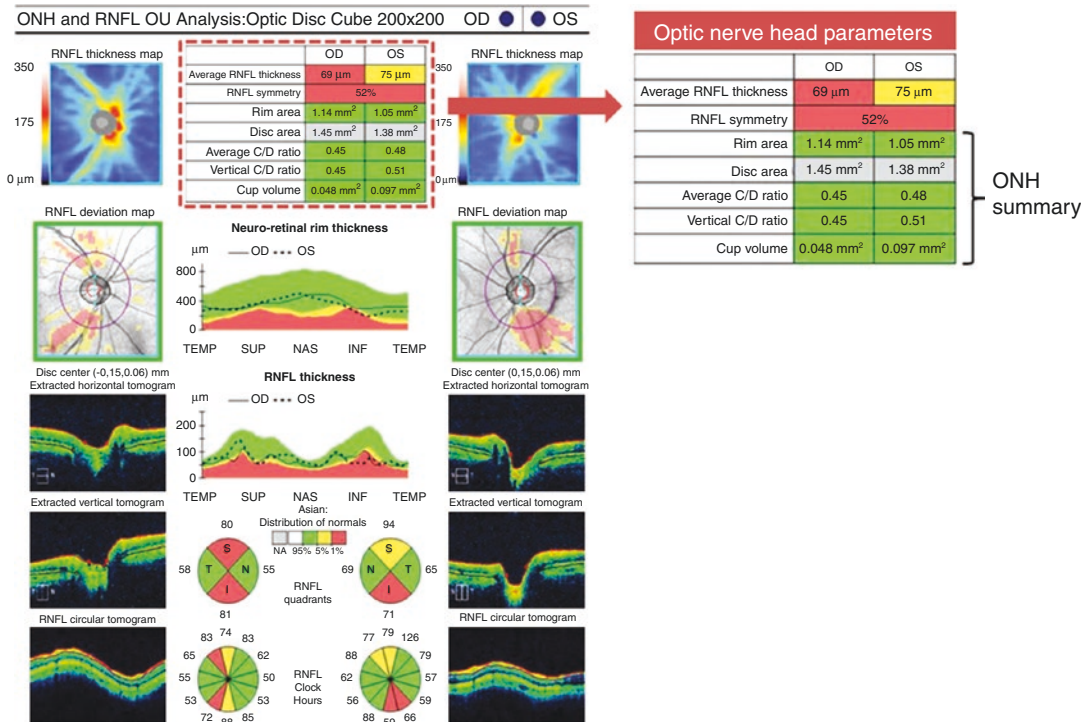 ONH and RNFL OU Analysis:Optic Disc Cube 200x200 OD OS
RNFL thickness map
350
175
0 µm
OD OS
Average RNFL thickness 69 µm 75 µm
RNFL symmetry 52%
Rim area 1.14 mm² 1.05 mm²
Disc area 1.45 mm² 1.38 mm²
Average C/D ratio 0.45 0.48
Vertical C/D ratio 0.45 0.51
Cup volume 0.048 mm² 0.097 mm²
RNFL thickness map
350
175
0 µm
Optic nerve head parameters
OD OS
Average RNFL thickness 69 µm 75 µm
RNFL symmetry 52%
Rim area 1.14 mm² 1.05 mm²
Disc area 1.45 mm² 1.38 mm²
Average C/D ratio 0.45 0.48
Vertical C/D ratio 0.45 0.51
Cup volume 0.048 mm² 0.097 mm²
ONH
summary
RNFL deviation map
Neuro-retinal rim thickness
µm OD OS
800
400
0
TEMP SUP NAS INF TEMP
RNFL deviation map
Disc center (-0,15,0.06) mm
Extracted horizontal tomogram
RNFL thickness
µm OD OS
200
100
0
TEMP SUP NAS INF TEMP
Disc center (0,15,0.06) mm
Extracted horizontal tomogram
Extracted vertical tomogram
Asian:
Distribution of normals
NA 95% 5% 1%
80
S
58 T N 55
I
81
RNFL
quadrants
94
S
69 N T 65
I
71
Extracted vertical tomogram
RNFL circular tomogram
83 74 83
65 62
55 50
53 53
72 88 85
RNFL
Clock
Hours
77 79 126
88 79
62 57
56 59
88 59 66
RNFL circular tomogram